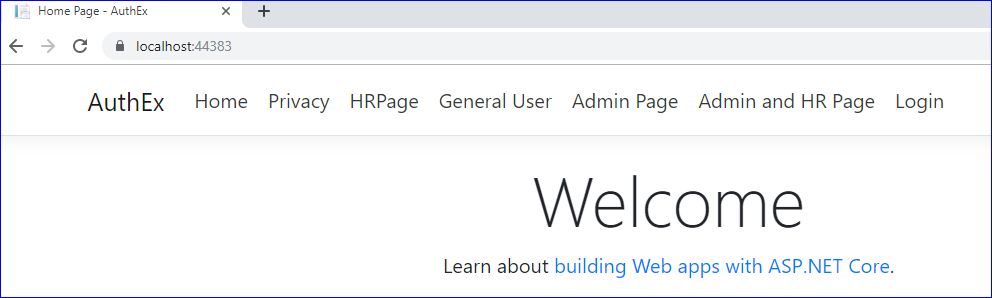 Home Page - AuthEx
localhost:44383
AuthEx Home Privacy HRPage General User Admin Page Admin and HR Page Login
Welcome
Learn about building Web apps with ASP.NET Core.